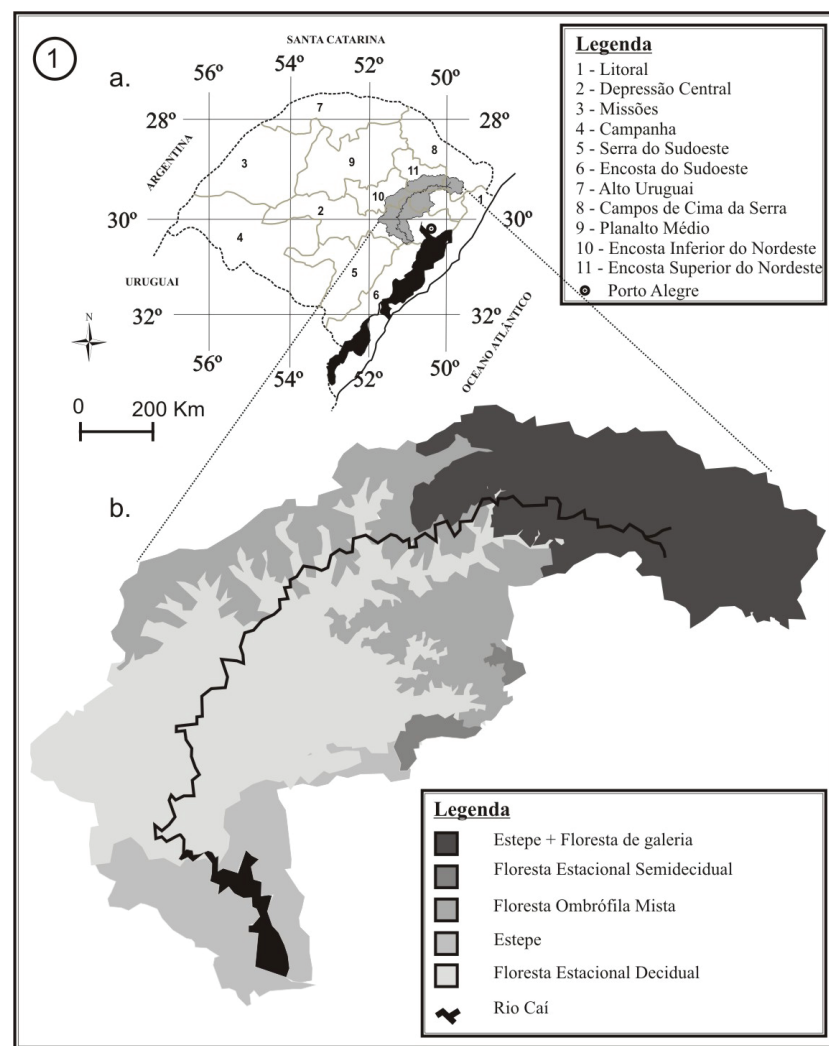 1
a.
SANTA CATARINA
56º 54º 52º 50º
28º 28º
ARGENTINA
7
3
9
8
11
10
1
2
30º 30º
4
5
6
URUGUAI
32º 32º
OCEANO ATLÂNTICO
56º 54º 52º 50º
N
0 200 Km
Legenda
1 - Litoral
2 - Depressão Central
3 - Missões
4 - Campanha
5 - Serra do Sudoeste
6 - Encosta do Sudoeste
7 - Alto Uruguai
8 - Campos de Cima da Serra
9 - Planalto Médio
10 - Encosta Inferior do Nordeste
11 - Encosta Superior do Nordeste
Porto Alegre
b.
Legenda
Estepe + Floresta de galeria
Floresta Estacional Semidecidual
Floresta Ombrófila Mista
Estepe
Floresta Estacional Decidual
Rio Caí